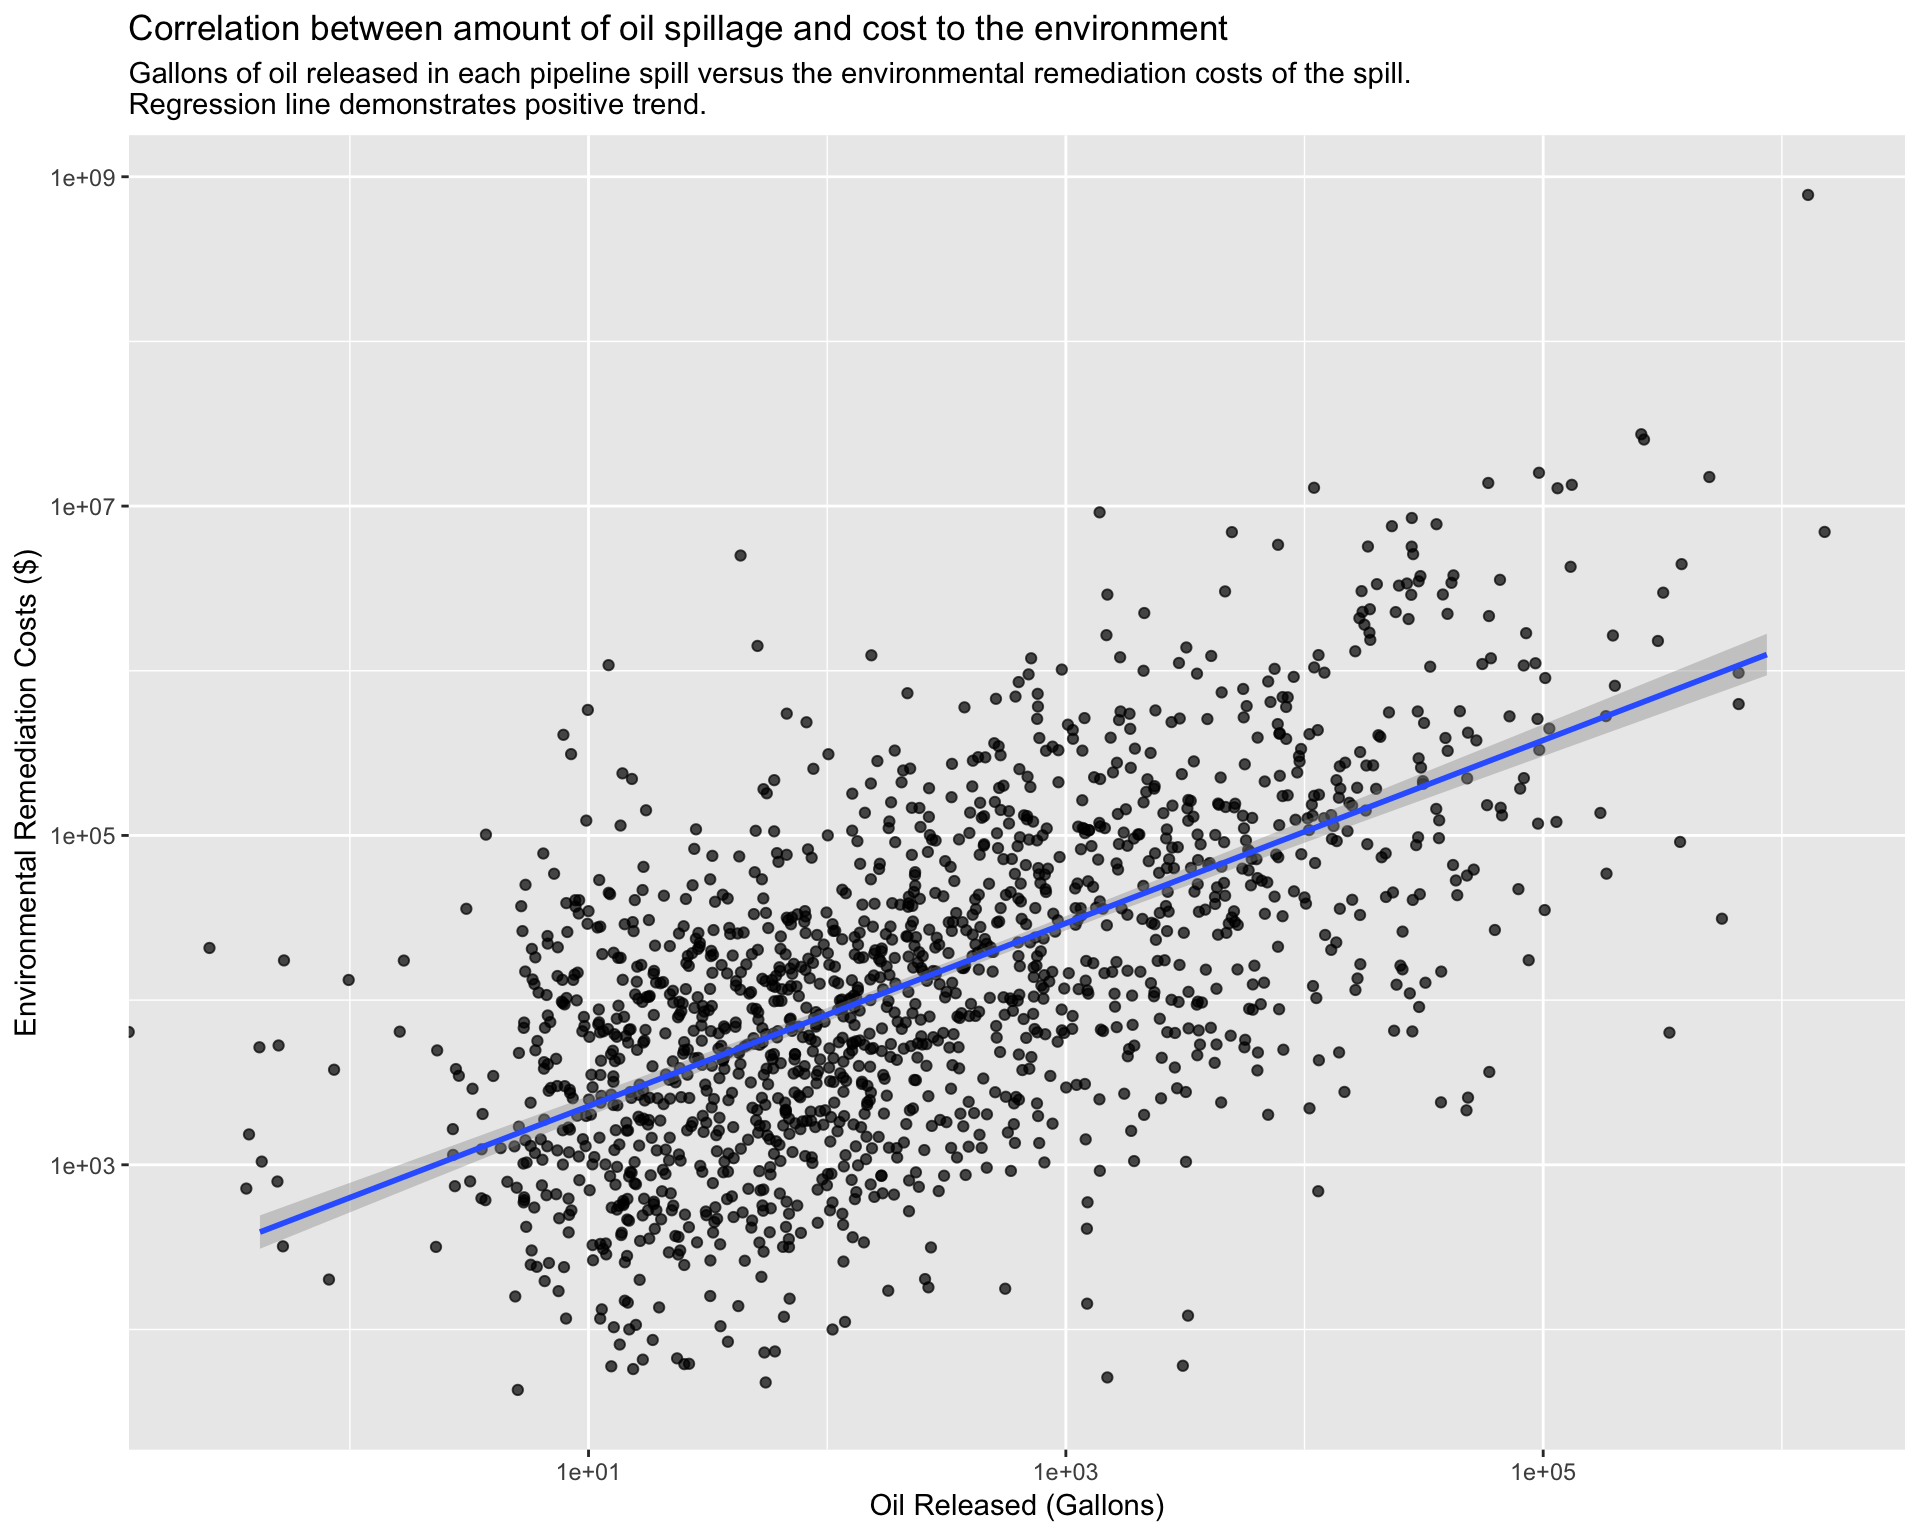 Correlation between amount of oil spillage and cost to the environment
Gallons of oil released in each pipeline spill versus the environmental remediation costs of the spill.
Regression line demonstrates positive trend.
Environmental Remediation Costs ($)
1e+09
1e+07
1e+05
1e+03
1e+01
1e+03
1e+05
Oil Released (Gallons)